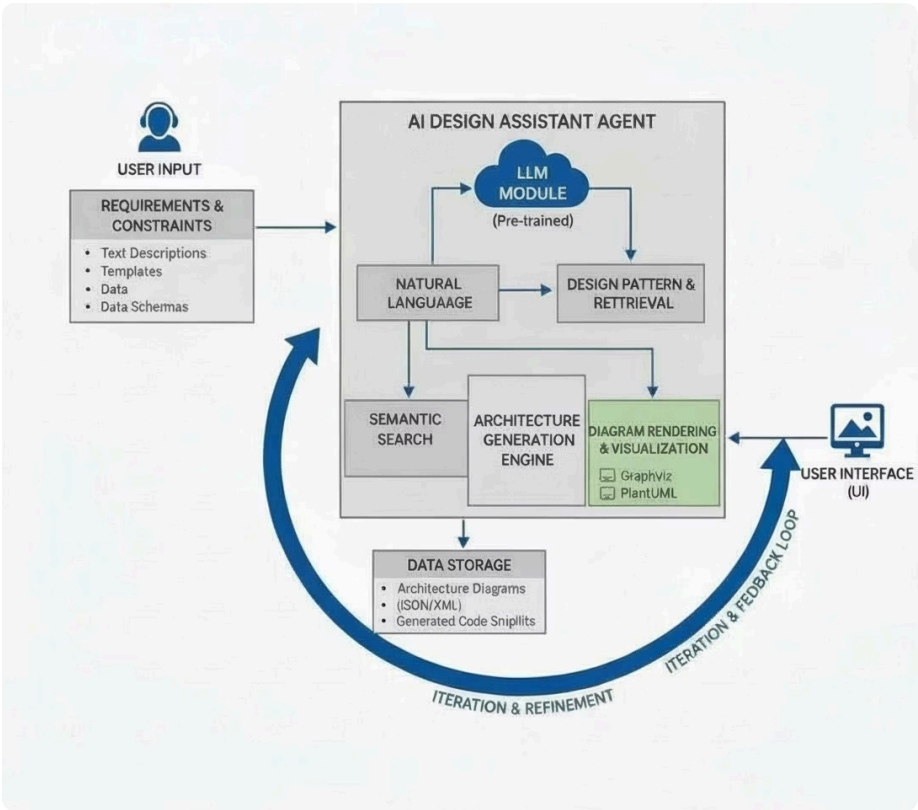 AI DESIGN ASSISTANT AGENT
USER INPUT
REQUIREMENTS &
CONSTRAINTS
• Text Descriptions
• Templates
• Data
• Data Schemas
LLM
MODULE
(Pre-trained)
NATURAL
LANGUAAGE
DESIGN PATTERN &
RETTRIEVAL
SEMANTIC
SEARCH
ARCHITECTURE
GENERATION
ENGINE
DIAGRAM RENDERING
& VISUALIZATION
GraphViz
PlantUML
USER INTERFACE
(UI)
DATA STORAGE
• Architecture Diagrams
• (ISON/XML)
• Generated Code Snipllits
ITERATION & REFINEMENT
ITERATION & FEDBACK LOOP